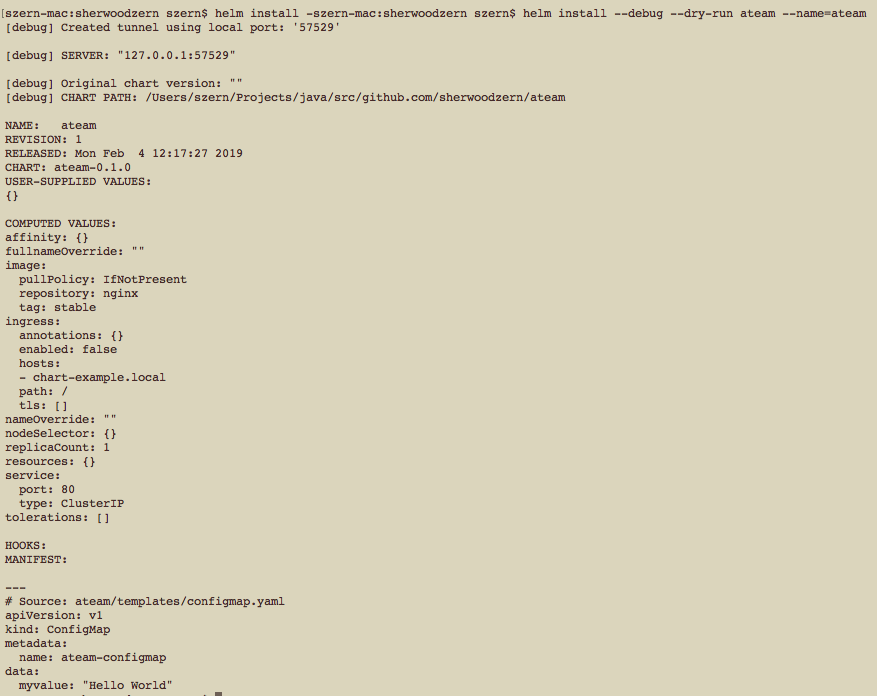 [szern-mac:sherwoodzern szern$ helm install -szern-mac:sherwoodzern szern$ helm install --debug --dry-run ateam --name=ateam
[debug] Created tunnel using local port: '57529'
[debug] SERVER: "127.0.0.1:57529"
[debug] Original chart version: ""
[debug] CHART PATH: /Users/szern/Projects/java/src/github.com/sherwoodzern/ateam
NAME:   ateam
REVISION: 1
RELEASED: Mon Feb  4 12:17:27 2019
CHART: ateam-0.1.0
USER-SUPPLIED VALUES:
{}
COMPUTED VALUES:
affinity: {}
fullnameOverride: ""
image:
  pullPolicy: IfNotPresent
  repository: nginx
  tag: stable
ingress:
  annotations: {}
  enabled: false
  hosts:
  - chart-example.local
  path: /
  tls: []
nameOverride: ""
nodeSelector: {}
replicaCount: 1
resources: {}
service:
  port: 80
  type: ClusterIP
tolerations: []
HOOKS:
MANIFEST:
---
# Source: ateam/templates/configmap.yaml
apiVersion: v1
kind: ConfigMap
metadata:
  name: ateam-configmap
data:
  myvalue: "Hello World"